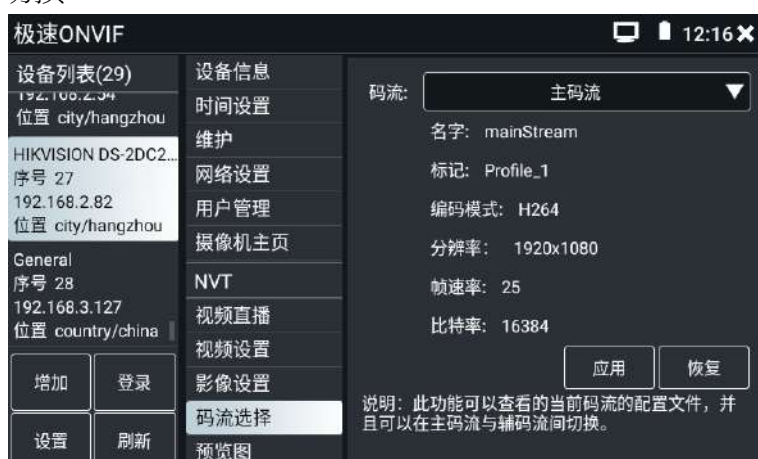 极速ONVIF
12:16
设备列表(29)
192.168.2.54
位置 city/hangzhou
HIKVISION DS-2DC2...
序号 27
192.168.2.82
位置 city/hangzhou
General
序号 28
192.168.3.127
位置 country/china
增加
登录
设置
刷新
设备信息
时间设置
维护
网络设置
用户管理
摄像机主页
NVT
视频直播
视频设置
影像设置
码流选择
预览图
码流:
主码流
名字: mainStream
标记: Profile_1
编码模式: H264
分辨率: 1920x1080
帧速率: 25
比特率: 16384
应用
恢复
说明: 此功能可以查看的当前码流的配置文件，并
且可以在主码流与辅码流间切换。